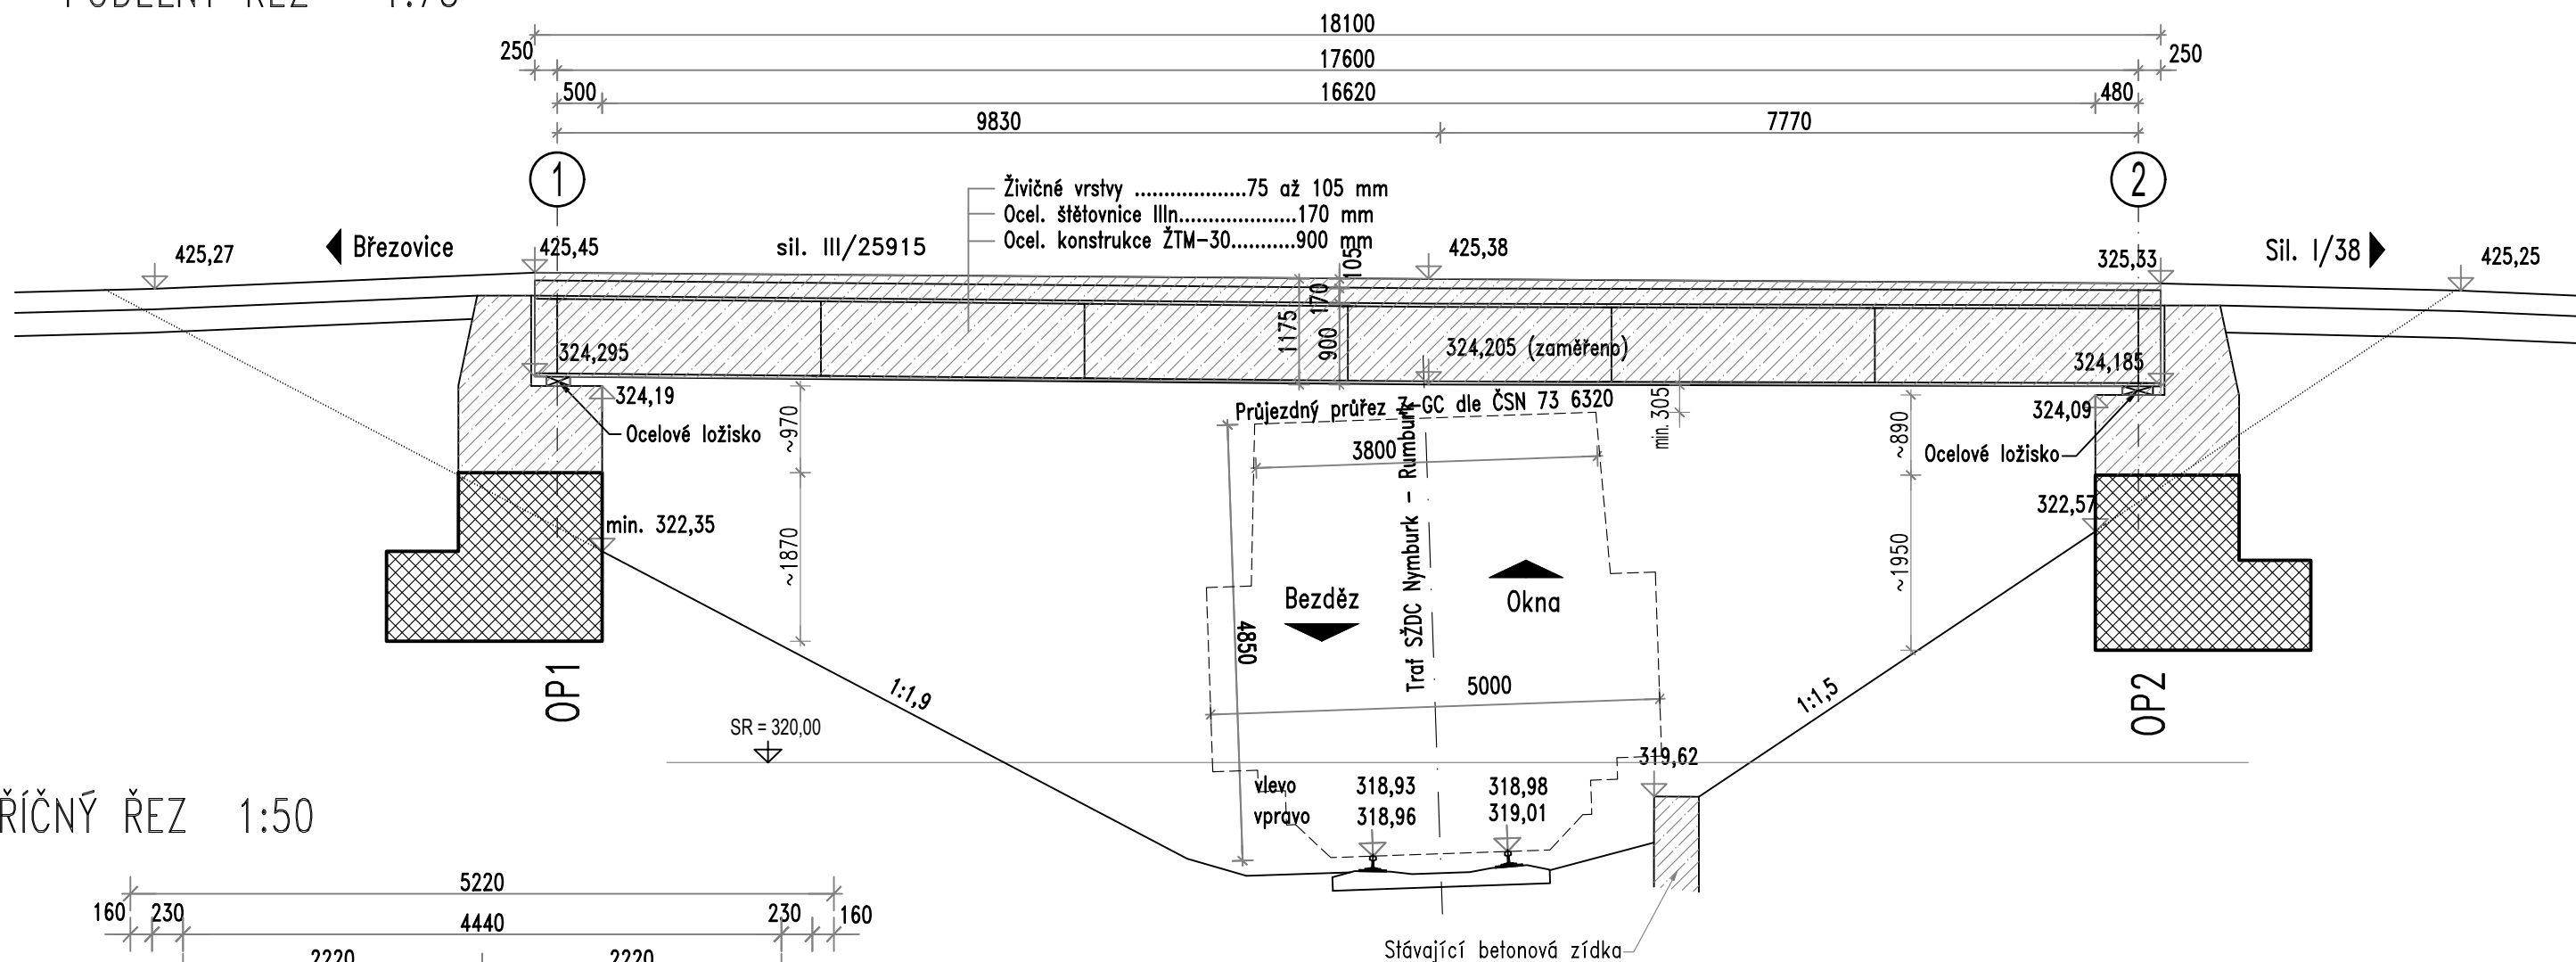 PODÉLNÝ ŘEZ 1:75
18100
250 17600 250
500 16620 480
9830 7770
1 2
Živičné vrstvy ...................75 až 105 mm
Ocel. štětovnice IIIn....................170 mm
Ocel. konstrukce ŽTM-30...........900 mm
425,27 Březovice 425,45 sil. III/25915 105 425,38 325,33 Sil. I/38 425,25
170
1175 900
324,295 324,205 (zaměřeno) 324,185
324,19 Průjezdný průřez Z-GC dle ČSN 73 6320 min. 305 324,09
Ocelové ložisko ~970 3800 ~890 Ocelové ložisko
min. 322,35 322,57
~1870 Trať SŽDC Nymburk - Rumburk ~1950
Bezděz Okna
4850
OP1 1:1,9 5000 1:1,5 OP2
SR = 320,00
319,62
vlevo 318,93 318,98
vpravo 318,96 319,01
ŘÍČNÝ ŘEZ 1:50
5220
160 230 4440 230 160
2220 2220
Stávající betonová zídka